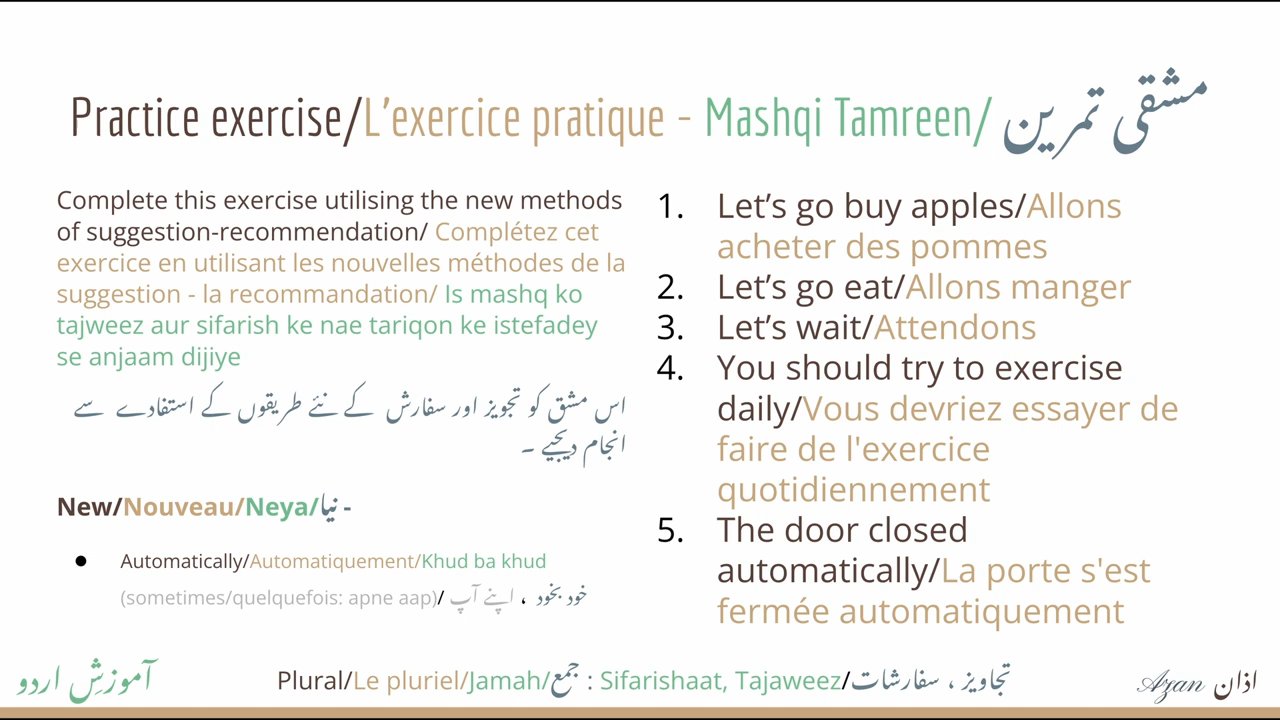 Practice exercise/L'exercice pratique - Mashqi Tamreen/ مشقی تمرین
Complete this exercise utilising the new methods
of suggestion-recommendation/ Complétez cet
exercice en utilisant les nouvelles méthodes de la
suggestion - la recommandation/ Is mashq ko
tajweez aur sifarish ke nae tariqon ke istefadey
se anjaam dijiye
اس مشق کو تجویز اور سفارش کے نئے طریقوں کے استفادے سے
انجام دیجیے ۔
New/Nouveau/Neya/نیا -
● Automatically/Automatiquement/Khud ba khud
(sometimes/quelquefois: apne aap)/ خود بخود ، اپنے آپ
1. Let's go buy apples/Allons
acheter des pommes
2. Let's go eat/Allons manger
3. Let's wait/Attendons
4. You should try to exercise
daily/Vous devriez essayer de
faire de l'exercice
quotidiennement
5. The door closed
automatically/La porte s'est
fermée automatiquement
آموزشِ اردو
Plural/Le pluriel/Jamah/جمع : Sifarishaat, Tajaweez/تجاویز ، سفارشات
Azan اذان